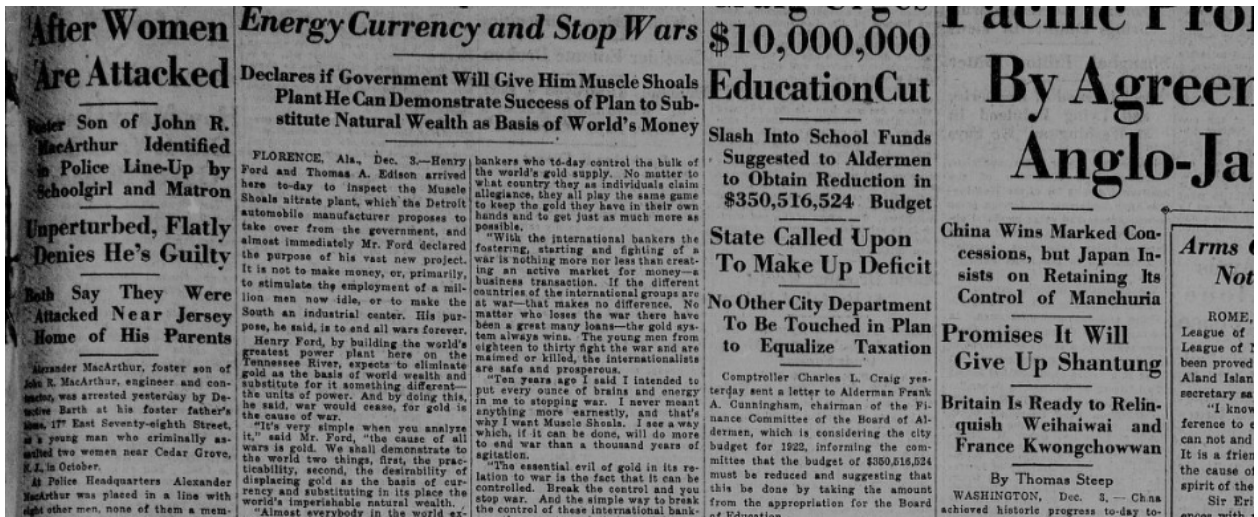 After Women
Are Attacked
Foster Son of John R.
MacArthur Identified
in Police Line-Up by
Schoolgirl and Matron
Unperturbed, Flatly
Denies He's Guilty
Both Say They Were
Attacked Near Jersey
Home of His Parents
Alexander MacArthur, foster son of
John R. MacArthur, engineer and con-
was arrested yesterday by De-
tective Barth at his foster father's
17 East Seventy-eighth Street,
as a young man who criminally as-
saulted two women near Cedar Grove,
N. J., in October.
At Police Headquarters Alexander
MacArthur was placed in a line with
eight other men, none of them a mem-
Energy Currency and Stop Wars
Declares if Government Will Give Him Muscle Shoals
Plant He Can Demonstrate Success of Plan to Sub-
stitute Natural Wealth as Basis of World's Money
FLORENCE, Ala., Dec. 3.—Henry
Ford and Thomas A. Edison arrived
here to-day to inspect the Muscle
Shoals nitrate plant, which the Detroit
automobile manufacturer proposes to
take over from the government, and
almost immediately Mr. Ford declared
the purpose of his vast new project.
It is not to make money, or, primarily,
to stimulate the employment of a mil-
lion men now idle, or to make the
South an industrial center. His pur-
pose, he said, is to end all wars forever.
Henry Ford, by building the world's
greatest power plant here on the
Tennessee River, expects to eliminate
gold as the basis of world wealth and
substitute for it something different—
the units of power. And by doing this,
he said, war would cease, for gold is
the cause of war.
"It's very simple when you analyze
it," said Mr. Ford, "the cause of all
wars is gold. We shall demonstrate to
the world two things, first, the prac-
ticability, second, the desirability of
displacing gold as the basis of cur-
rency and substituting in its place the
world's imperishable natural wealth.
"Almost everybody in the world ex-
bankers who to-day control the bulk of
the world's gold supply. No matter to
what country they as individuals claim
allegiance, they all play the same game
to keep the gold they have in their own
hands and to get just as much more as
possible.
"With the international bankers the
fostering, starting and fighting of a
war is nothing more nor less than creat-
ing an active market for money—a
business transaction. If the different
countries of the international groups are
at war—that makes no difference. No
matter who loses the war there have
been a great many loans—the gold sys-
tem always wins. The young men from
eighteen to thirty fight the war and are
maimed or killed, the internationalists
are safe and prosperous.
"Ten years ago I said I intended to
put every ounce of brains and energy
in me to stopping war. I never meant
anything more earnestly, and that's
why I want Muscle Shoals. I see a way
which, if it can be done, will do more
to end war than a thousand years of
agitation.
"The essential evil of gold in its re-
lation to war is the fact that it can be
controlled. Break the control and you
stop war. And the simple way to break
the control of these international bank-
Craig Urges
$10,000,000
Education Cut
Slash Into School Funds
Suggested to Aldermen
to Obtain Reduction in
$350,516,524 Budget
State Called Upon
To Make Up Deficit
No Other City Department
To Be Touched in Plan
to Equalize Taxation
Comptroller Charles L. Craig yes-
terday sent a letter to Alderman Frank
A. Cunningham, chairman of the Fi-
nance Committee of the Board of Al-
dermen, which is considering the city
budget for 1922, informing the com-
mittee that the budget of $350,516,524
must be reduced and suggesting that
this be done by taking the amount
from the appropriation for the Board
of Education.
Pacific Pro
By Agreer
Anglo-Ja
China Wins Marked Con-
cessions, but Japan In-
sists on Retaining Its
Control of Manchuria
Promises It Will
Give Up Shantung
Britain Is Ready to Relin-
quish Weihaiwai and
France Kwongchowwan
By Thomas Steep
WASHINGTON, Dec. 3.—China
achieved historic progress to-day to-
Arms
Not
ROME,
League of
League of
been proved
Aland Islan
secretary sa
"I know
ference to e
can not and
It is a frien
the cause of
spirit of the
Sir Eri